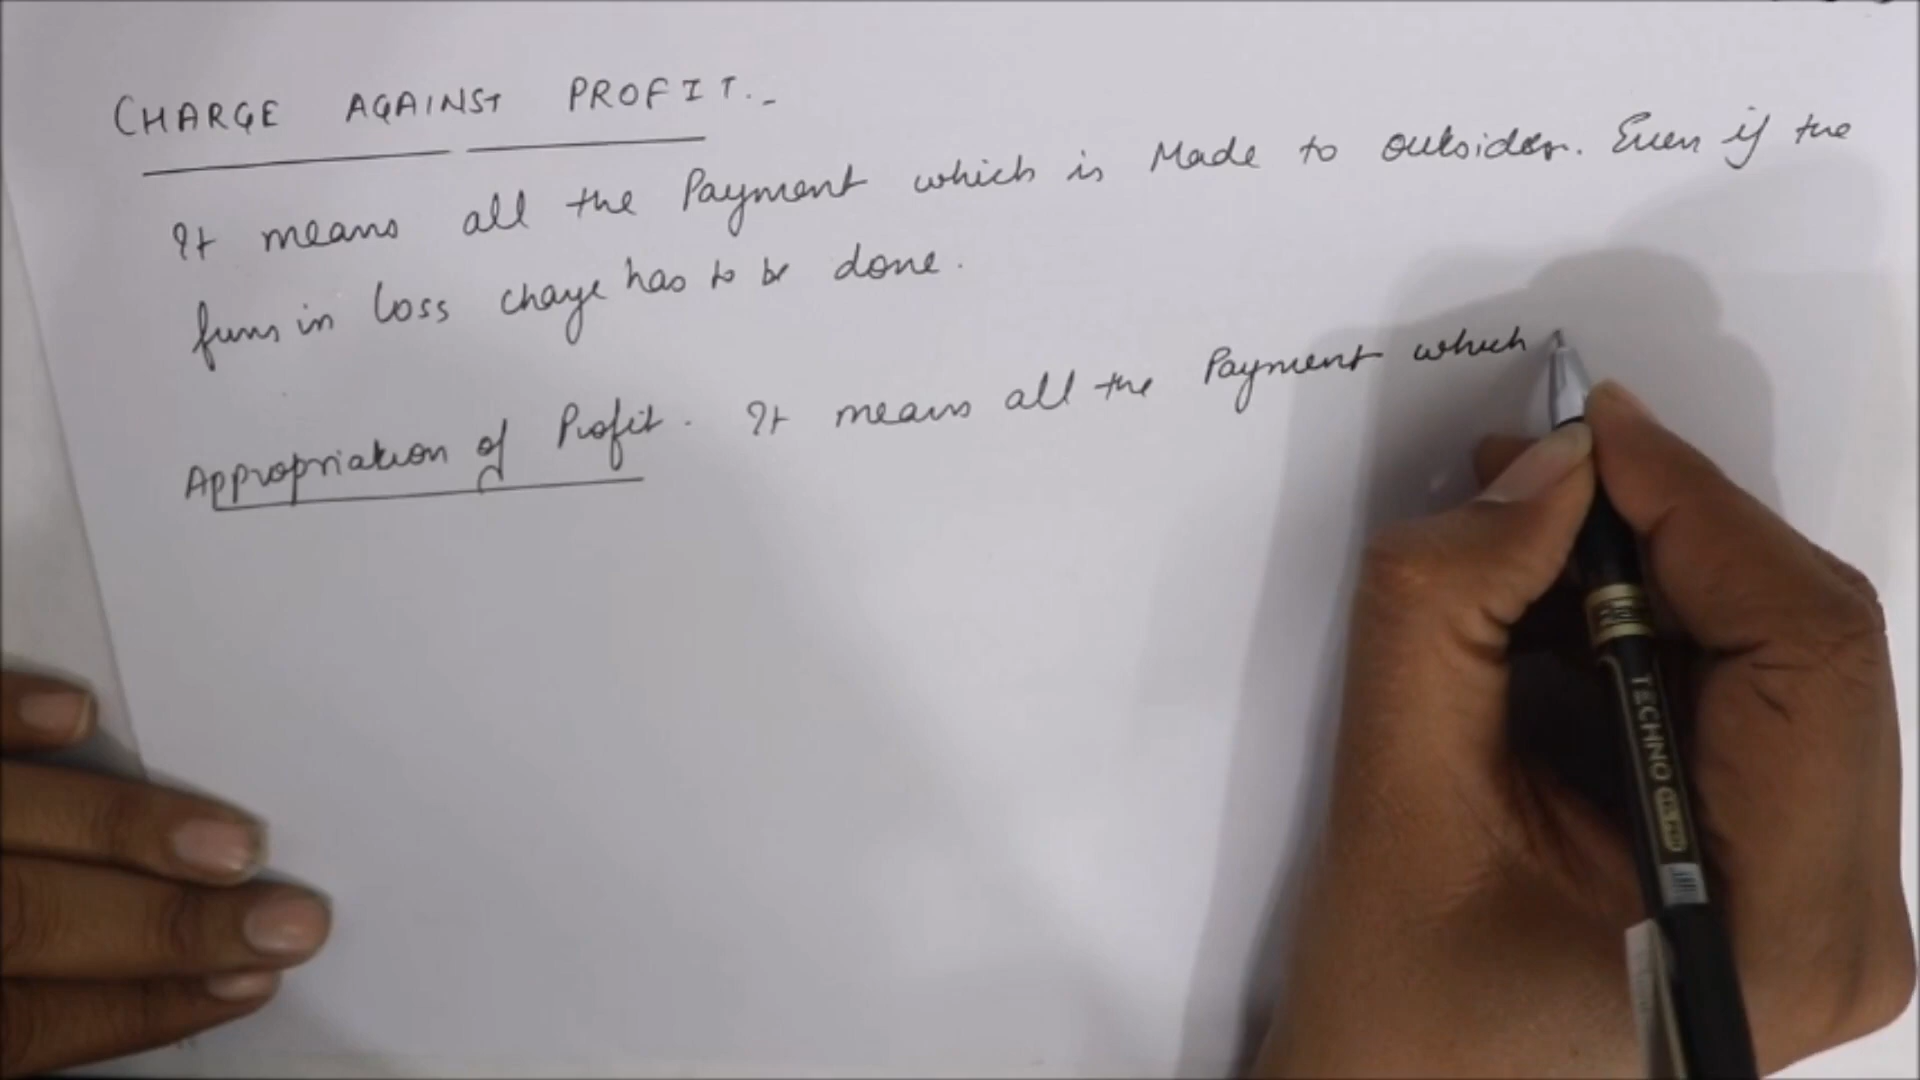 CHARGE AGAINST PROFIT.-
It means all the Payment which is Made to outsider. Even if the
firm in loss charge has to be done.
Appropriation of Profit. It means all the Payment which
TECHNO